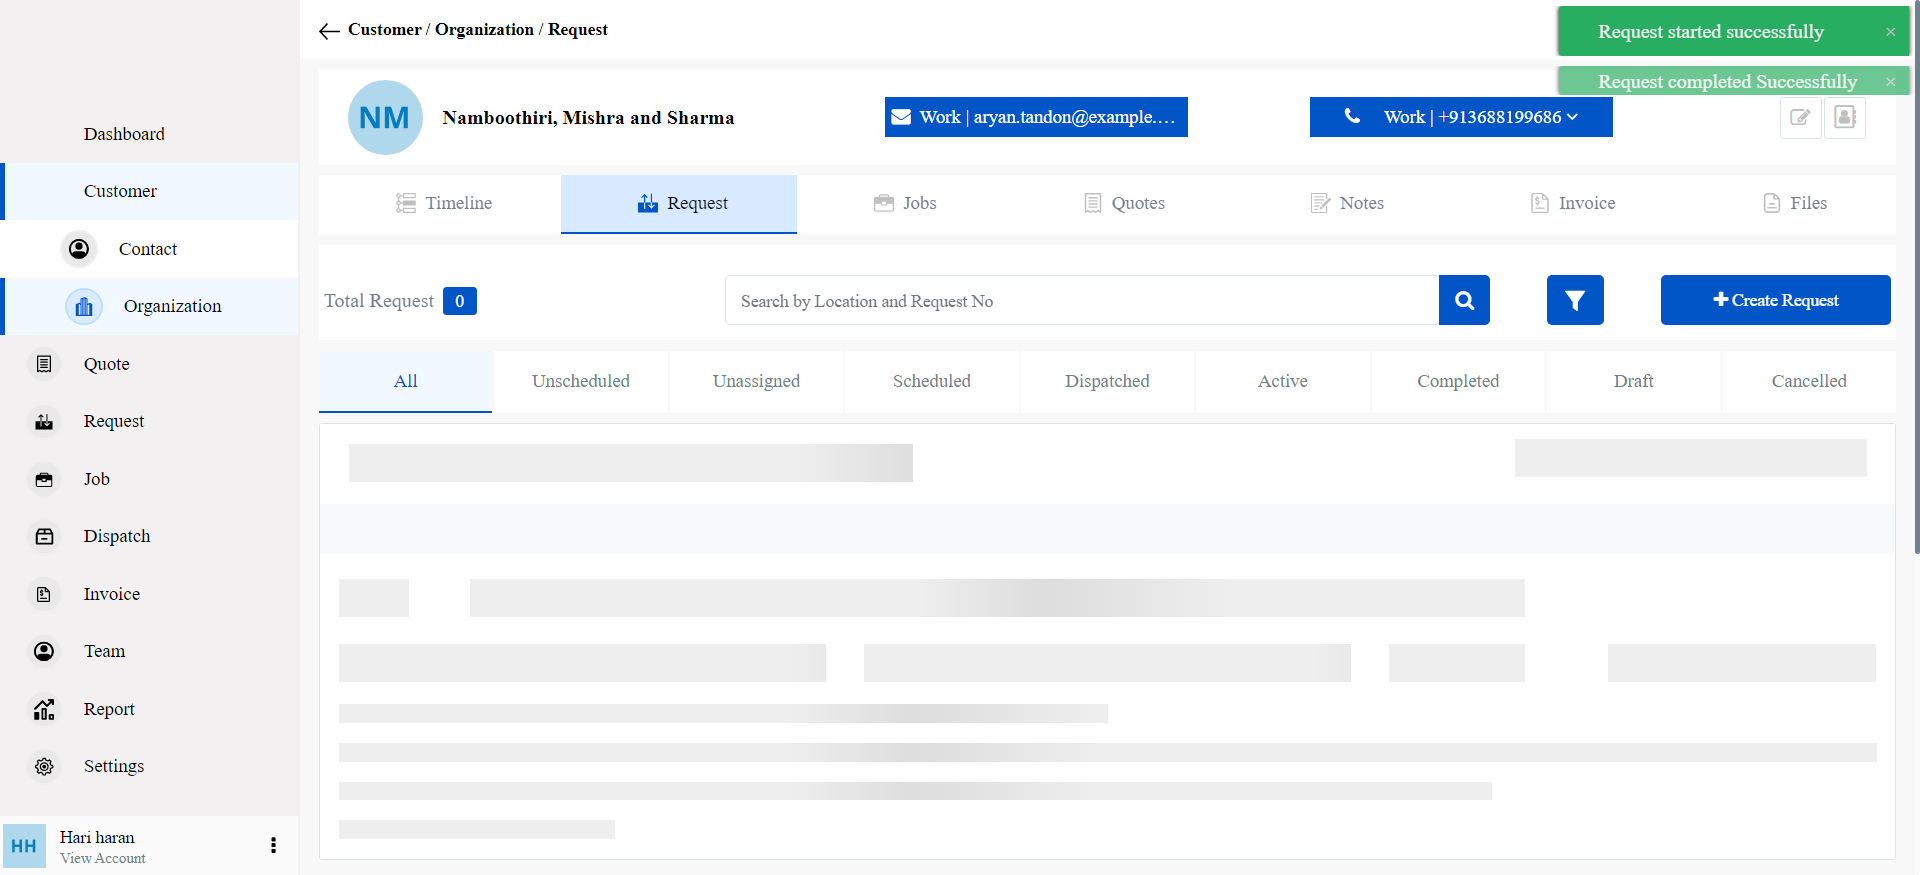 Customer / Organization / Request
Request started successfully ×
Request completed Successfully ×
NM
Namboothiri, Mishra and Sharma
Work | aryan.tandon@example....
Work | +913688199686
Dashboard
Customer
Contact
Organization
Quote
Request
Job
Dispatch
Invoice
Team
Report
Settings
HH
Hari haran
View Account
Timeline
Request
Jobs
Quotes
Notes
Invoice
Files
Total Request 0
Search by Location and Request No
Create Request
All
Unscheduled
Unassigned
Scheduled
Dispatched
Active
Completed
Draft
Cancelled